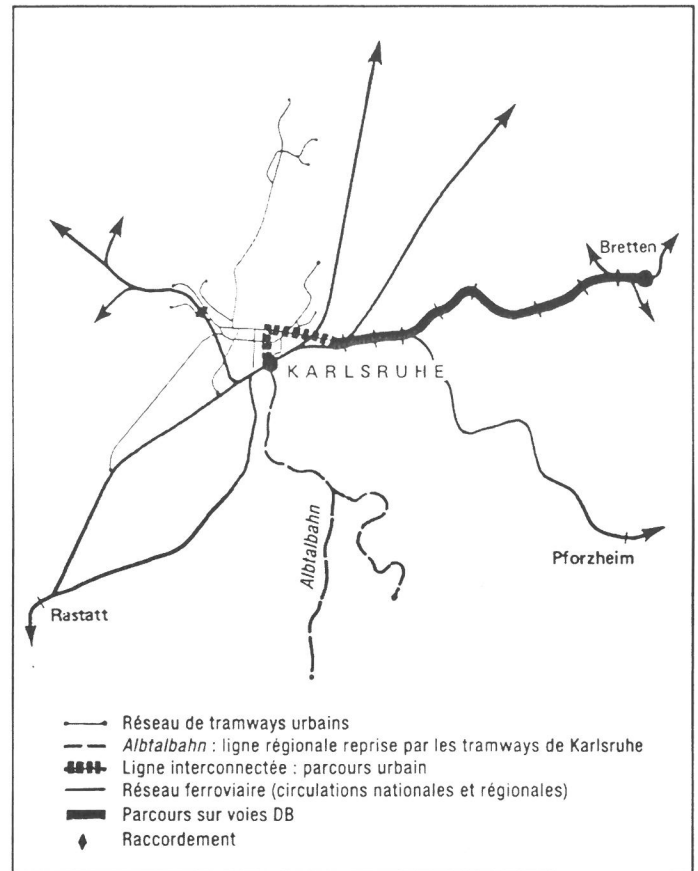 Bretten
KARLSRUHE
Albtalbahn
Pforzheim
Rastatt
Réseau de tramways urbains
Albtalbahn : ligne régionale reprise par les tramways de Karlsruhe
Ligne interconnectée : parcours urbain
Réseau ferroviaire (circulations nationales et régionales)
Parcours sur voies DB
Raccordement